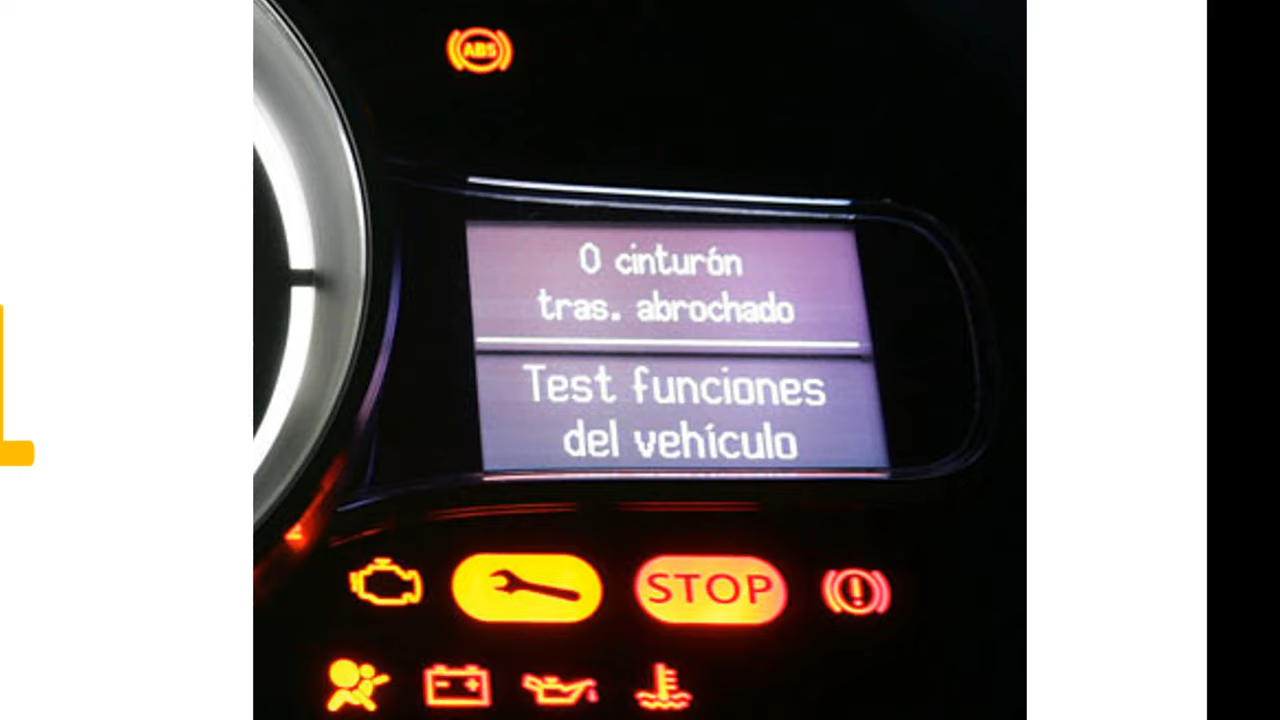 ABS
0 cinturón
tras. abrochado
Test funciones
del vehículo
STOP